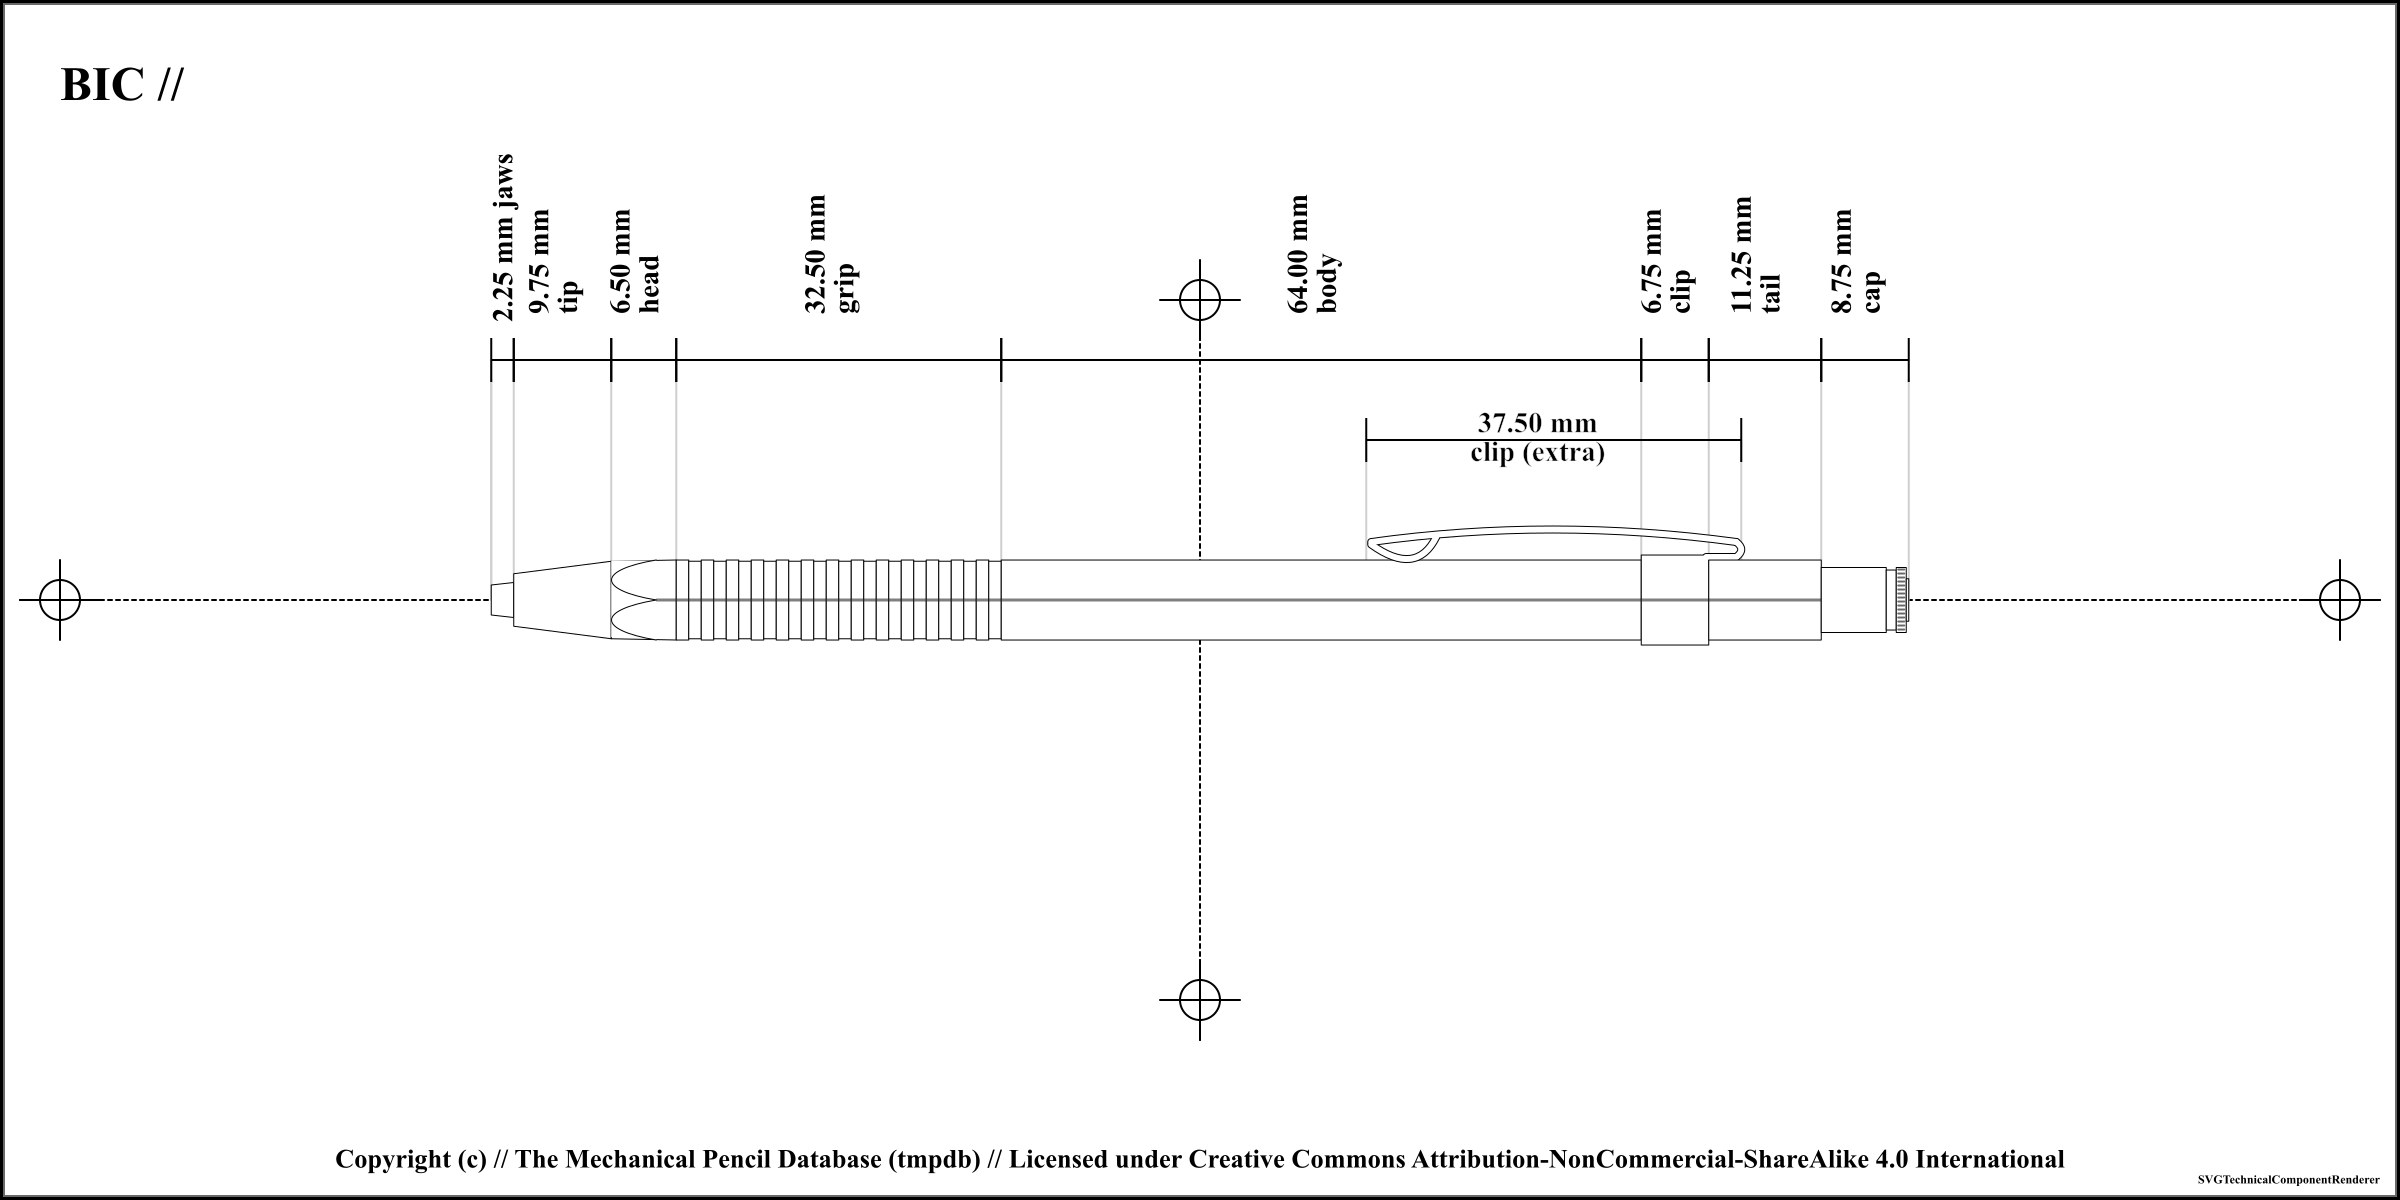 BIC //
2.25 mm jaws
9.75 mm
tip
6.50 mm
head
32.50 mm
grip
64.00 mm
body
6.75 mm
clip
11.25 mm
tail
8.75 mm
cap
37.50 mm
clip (extra)
Copyright (c) // The Mechanical Pencil Database (tmpdb) // Licensed under Creative Commons Attribution-NonCommercial-ShareAlike 4.0 International
SVGTechnicalComponentRenderer